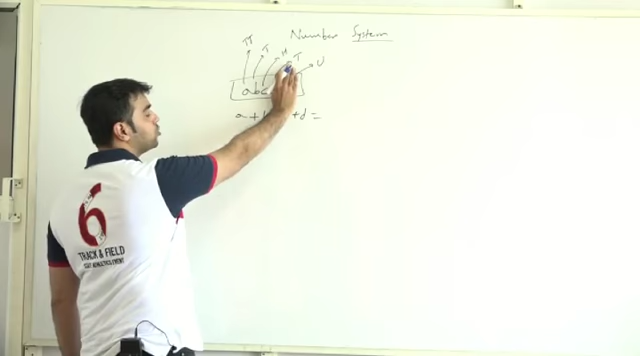 Number System
TT T H T U
abc
a + + d =
6
TRACK & FIELD